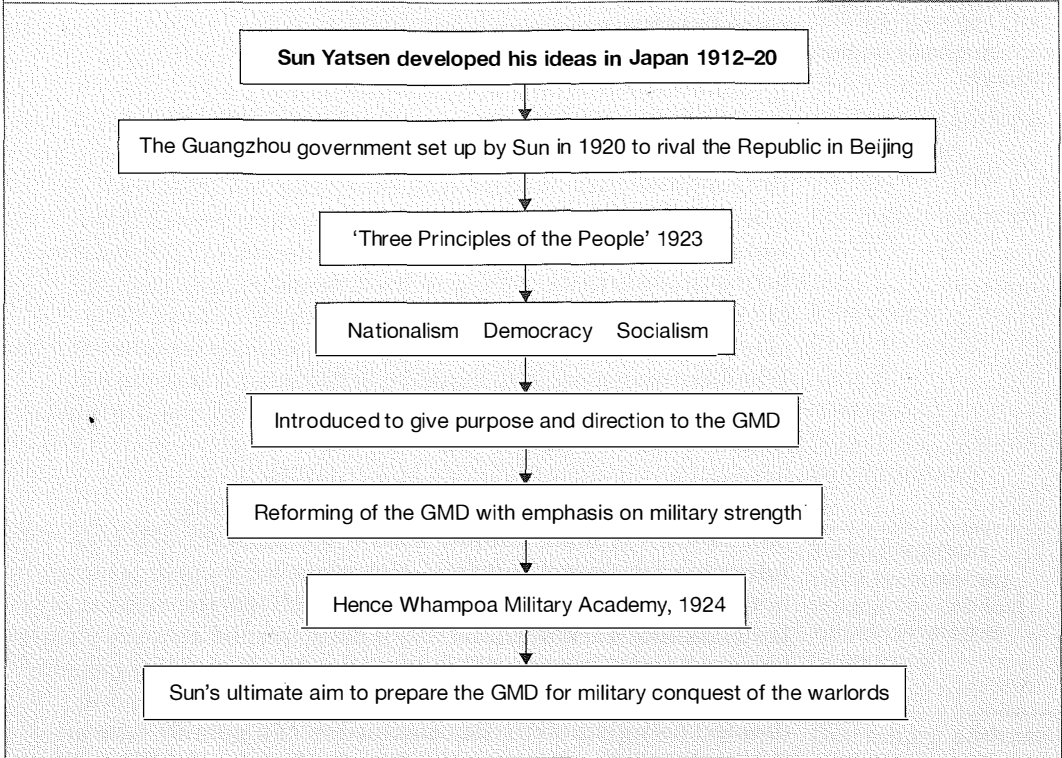 Sun Yatsen developed his ideas in Japan 1912–20
The Guangzhou government set up by Sun in 1920 to rival the Republic in Beijing
‘Three Principles of the People’ 1923
Nationalism Democracy Socialism
Introduced to give purpose and direction to the GMD
Reforming of the GMD with emphasis on military strength
Hence Whampoa Military Academy, 1924
Sun’s ultimate aim to prepare the GMD for military conquest of the warlords